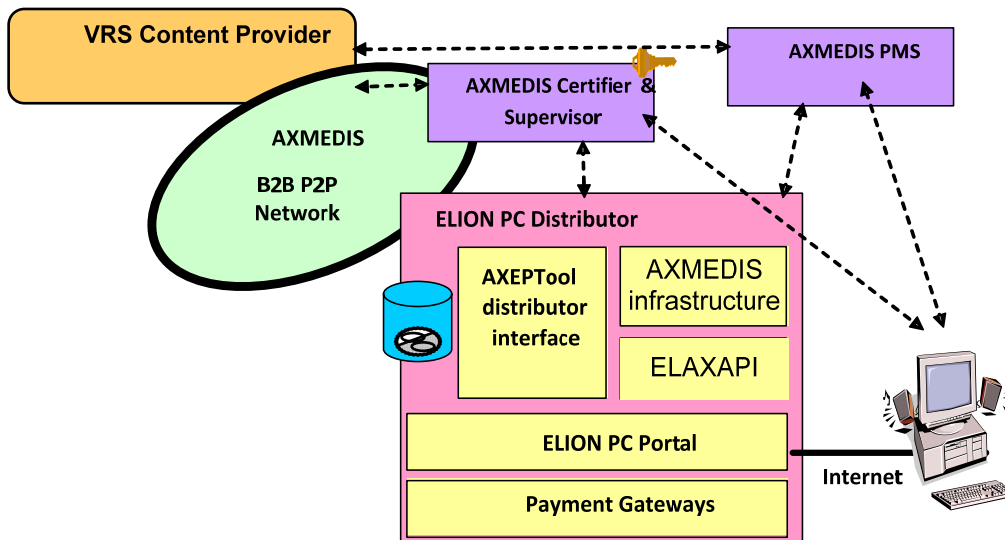 VRS Content Provider
AXMEDIS PMS
AXMEDIS Certifier &
Supervisor
AXMEDIS
B2B P2P
Network
ELION PC Distributor
AXEPTool
distributor
interface
AXMEDIS
infrastructure
ELAXAPI
ELION PC Portal
Internet
Payment Gateways